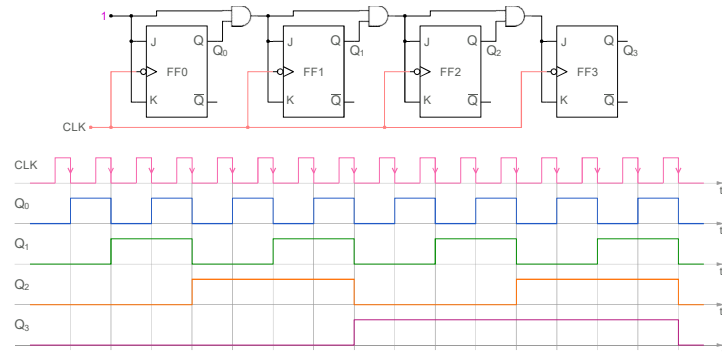 1
J Q Q₀ J Q Q₁ J Q Q₂ J Q Q₃
FF0 FF1 FF2 FF3
K Q̅ K Q̅ K Q̅ K Q̅
CLK
CLK
t
Q₀
t
Q₁
t
Q₂
t
Q₃
t